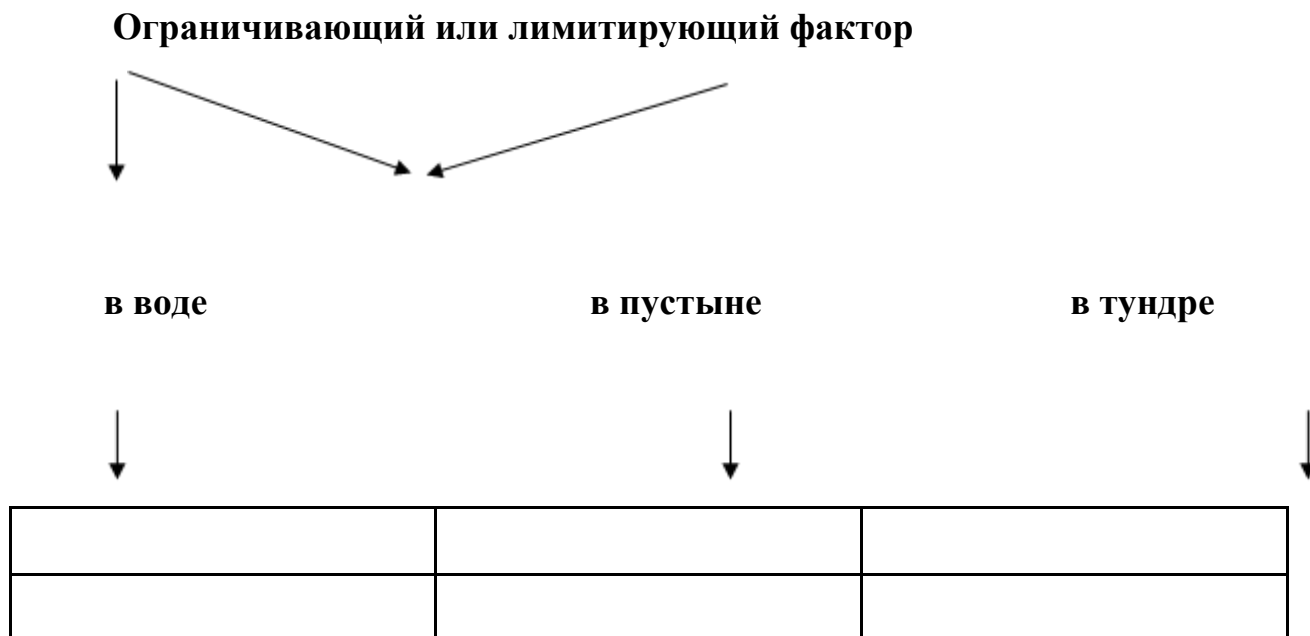 Ограничивающий или лимитирующий фактор
в воде в пустыне в тундре